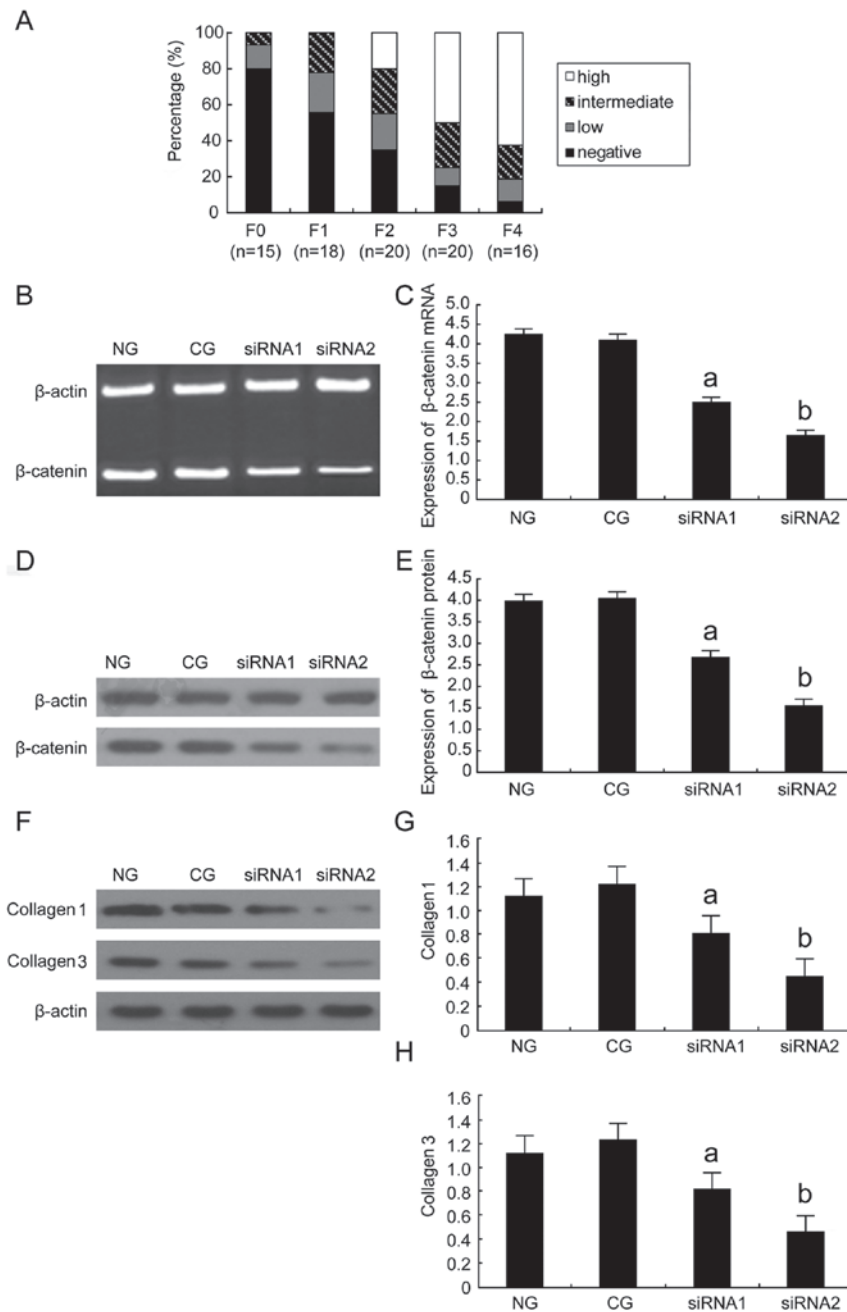 A
Percentage (%)
100
80
60
40
20
0
F0 F1 F2 F3 F4
(n=15) (n=18) (n=20) (n=20) (n=16)
high
intermediate
low
negative
B
NG CG siRNA1 siRNA2
β-actin
β-catenin
C
Expression of β-catenin mRNA
5.0
4.5
4.0
3.5
3.0
2.5
2.0
1.5
1.0
0.5
0
a
b
NG CG siRNA1 siRNA2
D
NG CG siRNA1 siRNA2
β-actin
β-catenin
E
Expression of β-catenin protein
4.5
4.0
3.5
3.0
2.5
2.0
1.5
1.0
0.5
0
a
b
NG CG siRNA1 siRNA2
F
NG CG siRNA1 siRNA2
Collagen 1
Collagen 3
β-actin
G
Collagen 1
1.6
1.4
1.2
1.0
0.8
0.6
0.4
0.2
0
a
b
NG CG siRNA1 siRNA2
H
Collagen 3
1.6
1.4
1.2
1.0
0.8
0.6
0.4
0.2
0
a
b
NG CG siRNA1 siRNA2